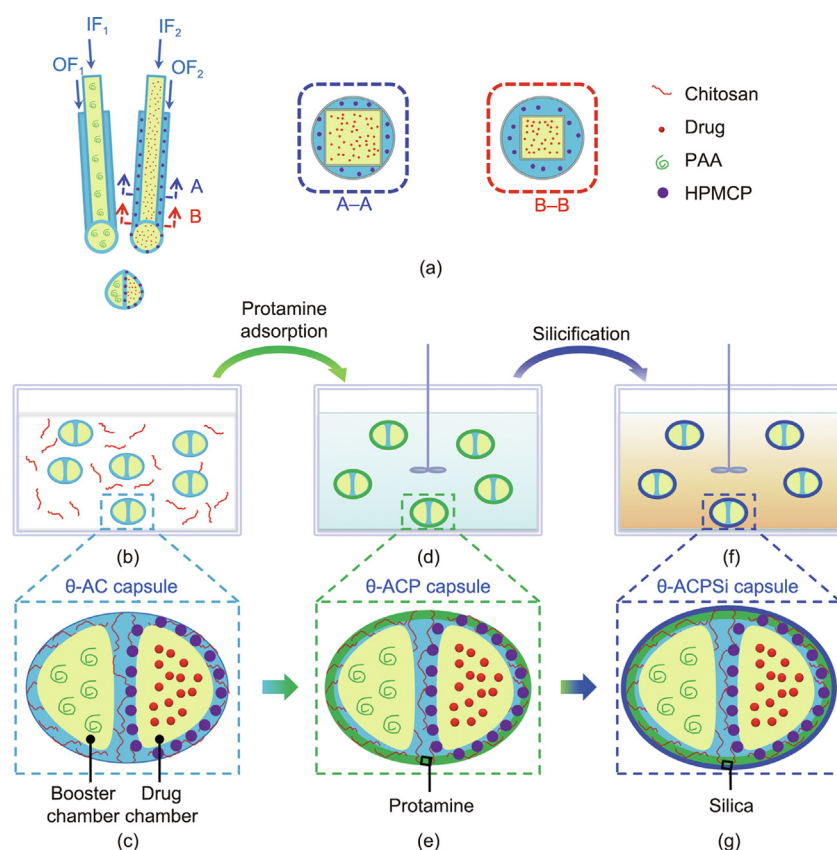 IF1 IF2
OF1 OF2
A
B
A–A
B–B
Chitosan
Drug
PAA
HPMCP
(a)
Protamine
adsorption
Silicification
(b)
(d)
(f)
θ-AC capsule
θ-ACP capsule
θ-ACPSi capsule
Booster
chamber
Drug
chamber
Protamine
Silica
(c)
(e)
(g)